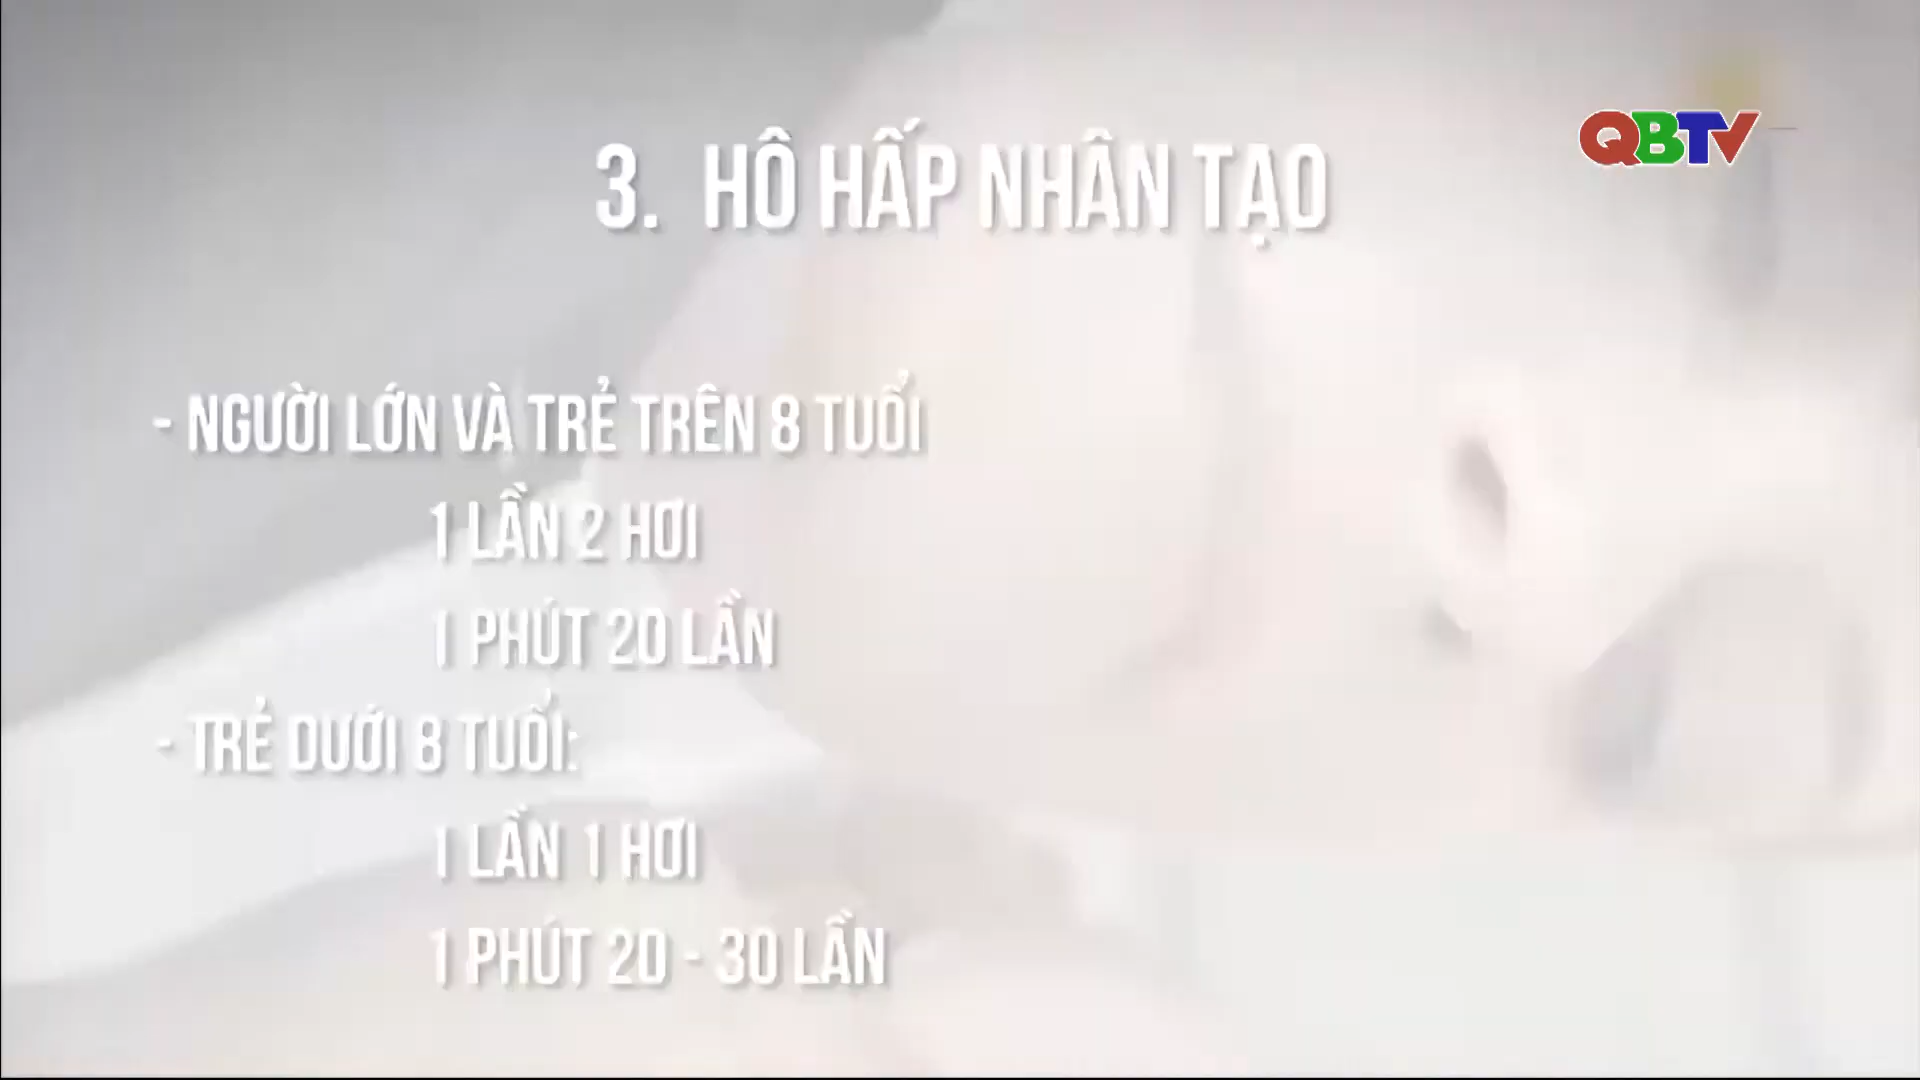 QBTV
3. HÔ HẤP NHÂN TẠO
- NGƯỜI LỚN VÀ TRẺ TRÊN 8 TUỔI
1 LẦN 2 HƠI
1 PHÚT 20 LẦN
- TRẺ DƯỚI 8 TUỔI:
1 LẦN 1 HƠI
1 PHÚT 20 - 30 LẦN